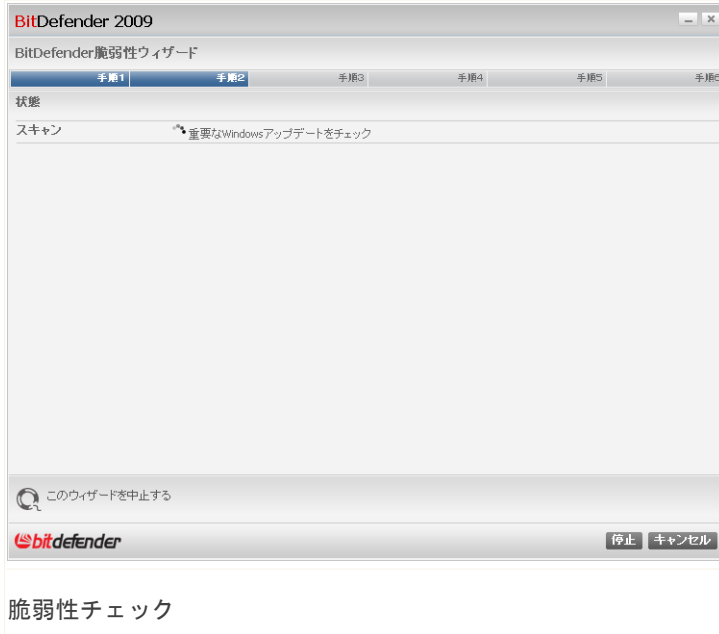 BitDefender 2009
BitDefender脆弱性ウィザード
手順1 手順2 手順3 手順4 手順5 手順6
状態
スキャン 重要なWindowsアップデートをチェック
このウィザードを中止する
bitdefender 停止 キャンセル
脆弱性チェック